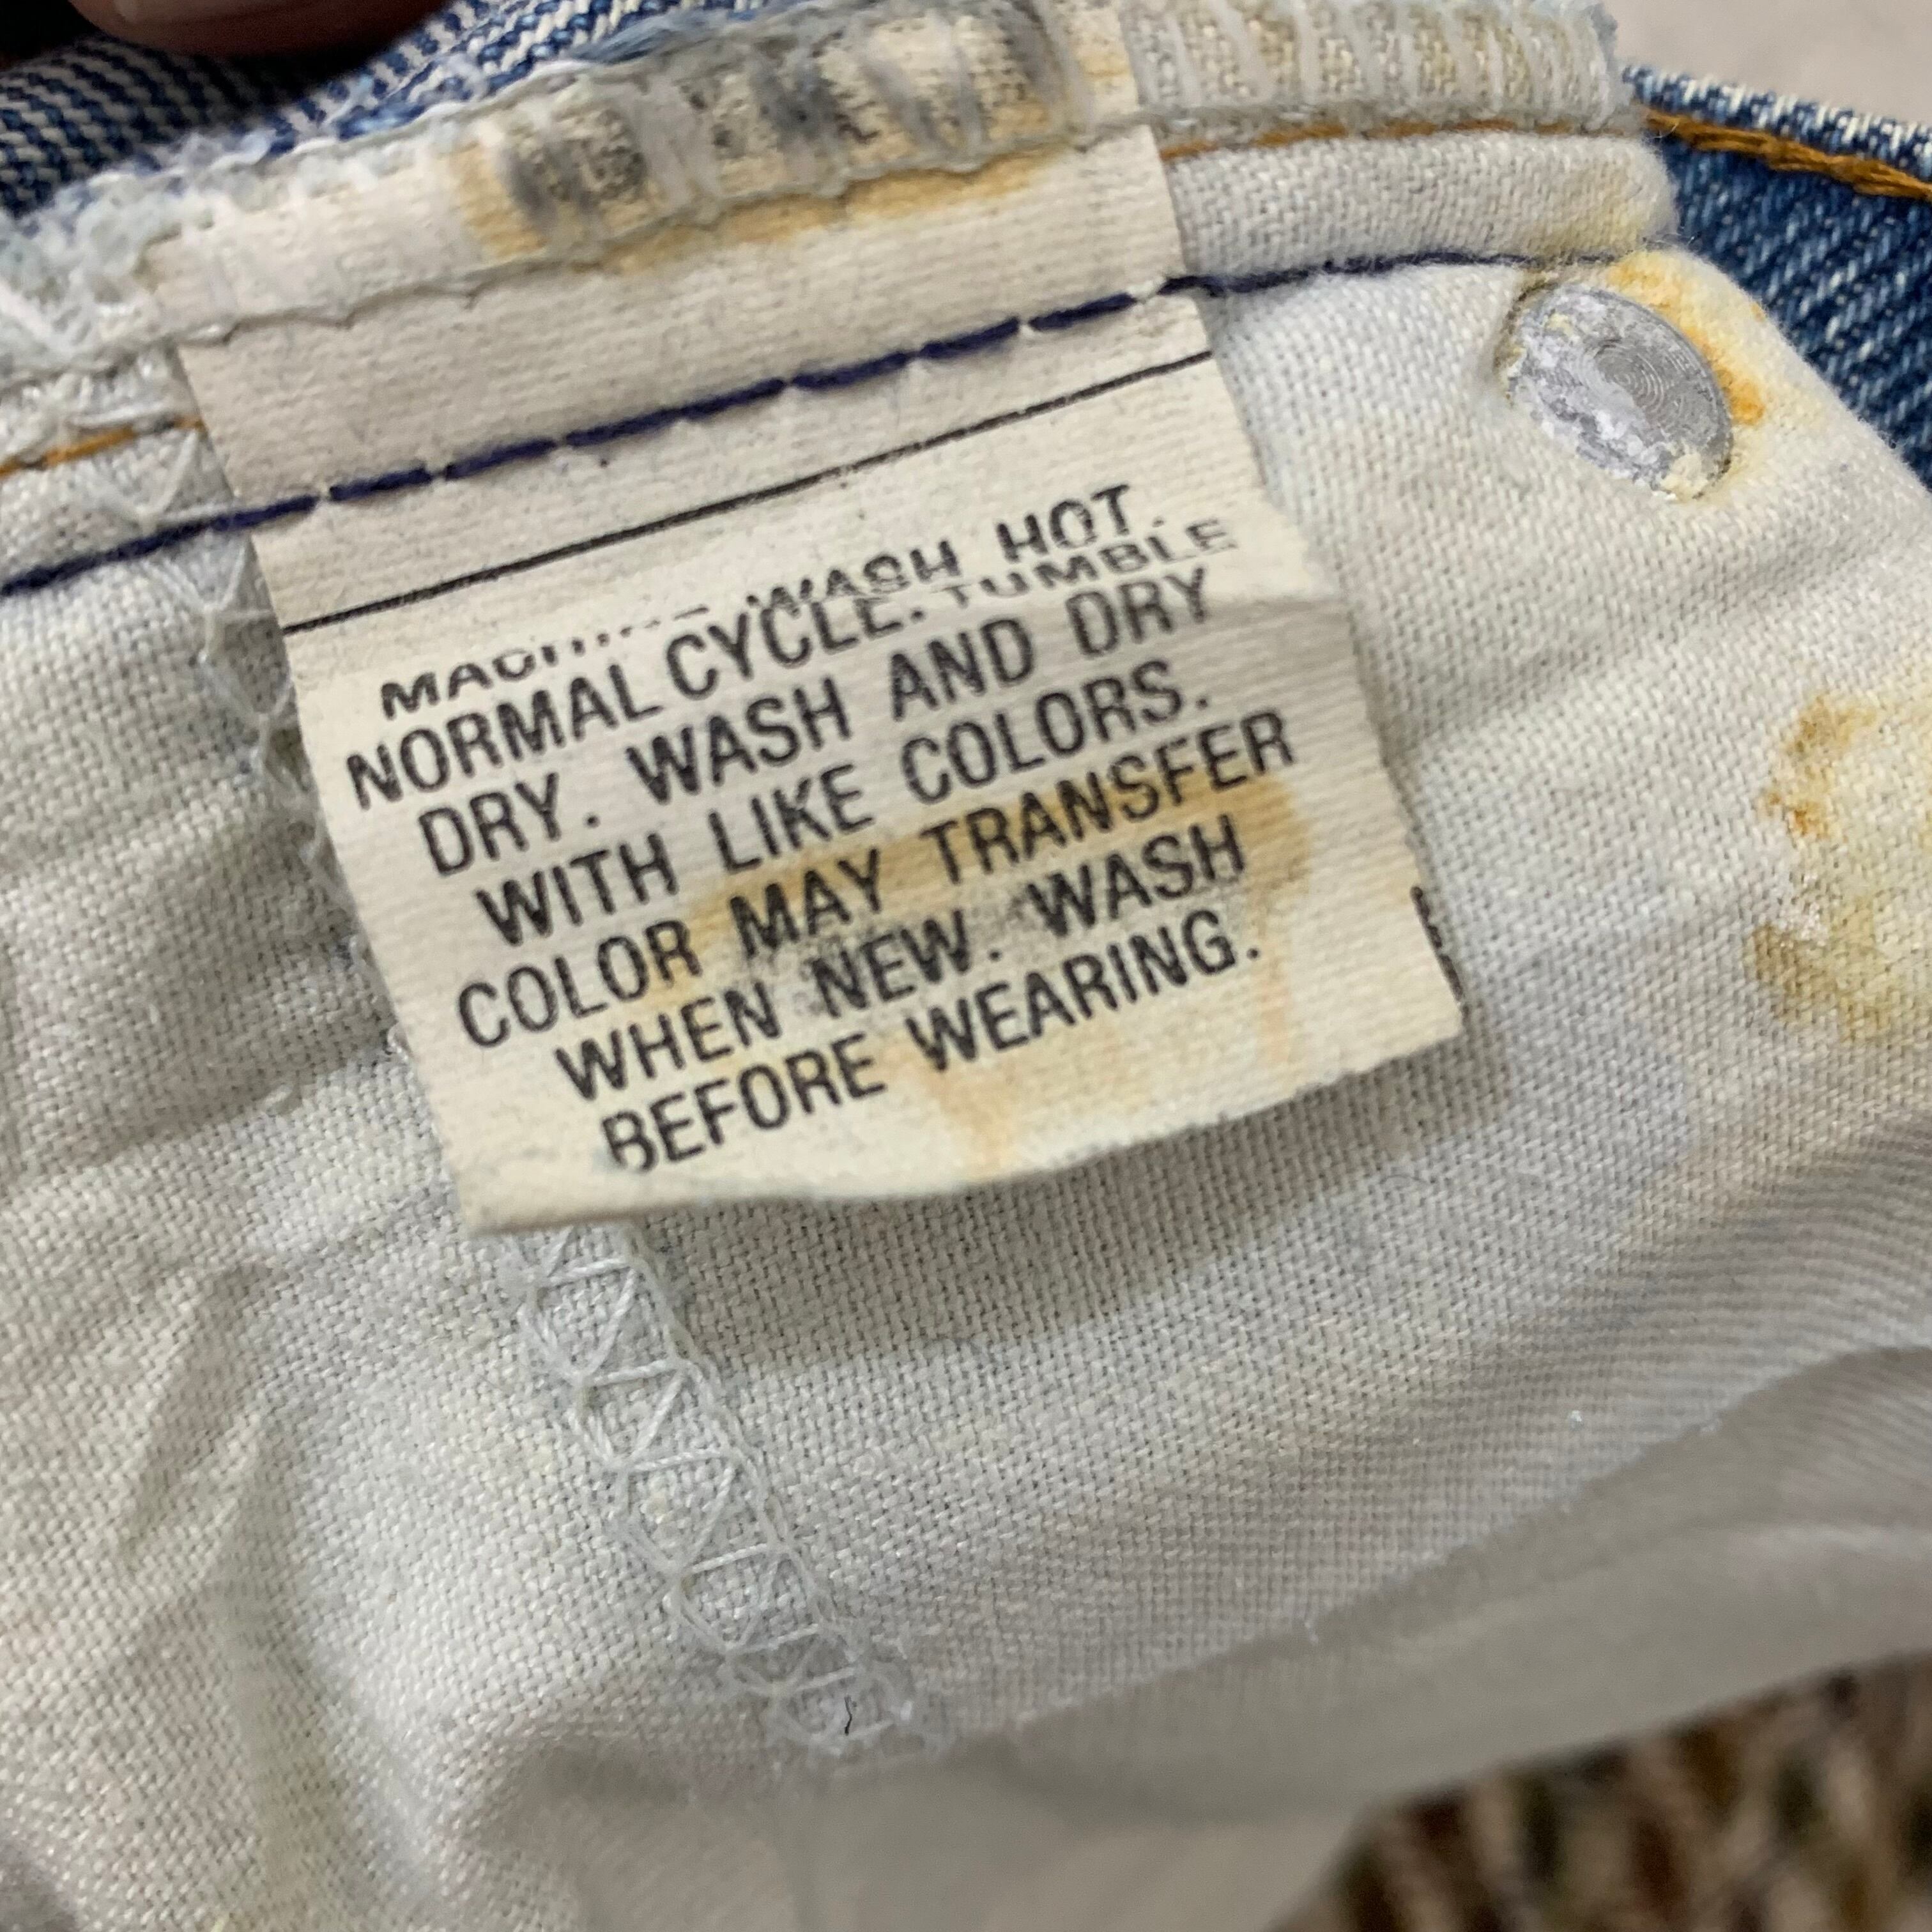 MACHINE WASH HOT.
NORMAL CYCLE. TUMBLE
DRY. WASH AND DRY
WITH LIKE COLORS.
COLOR MAY TRANSFER
WHEN NEW. WASH
BEFORE WEARING.